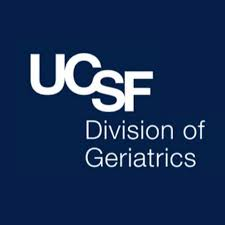 UCSF
Division of
Geriatrics